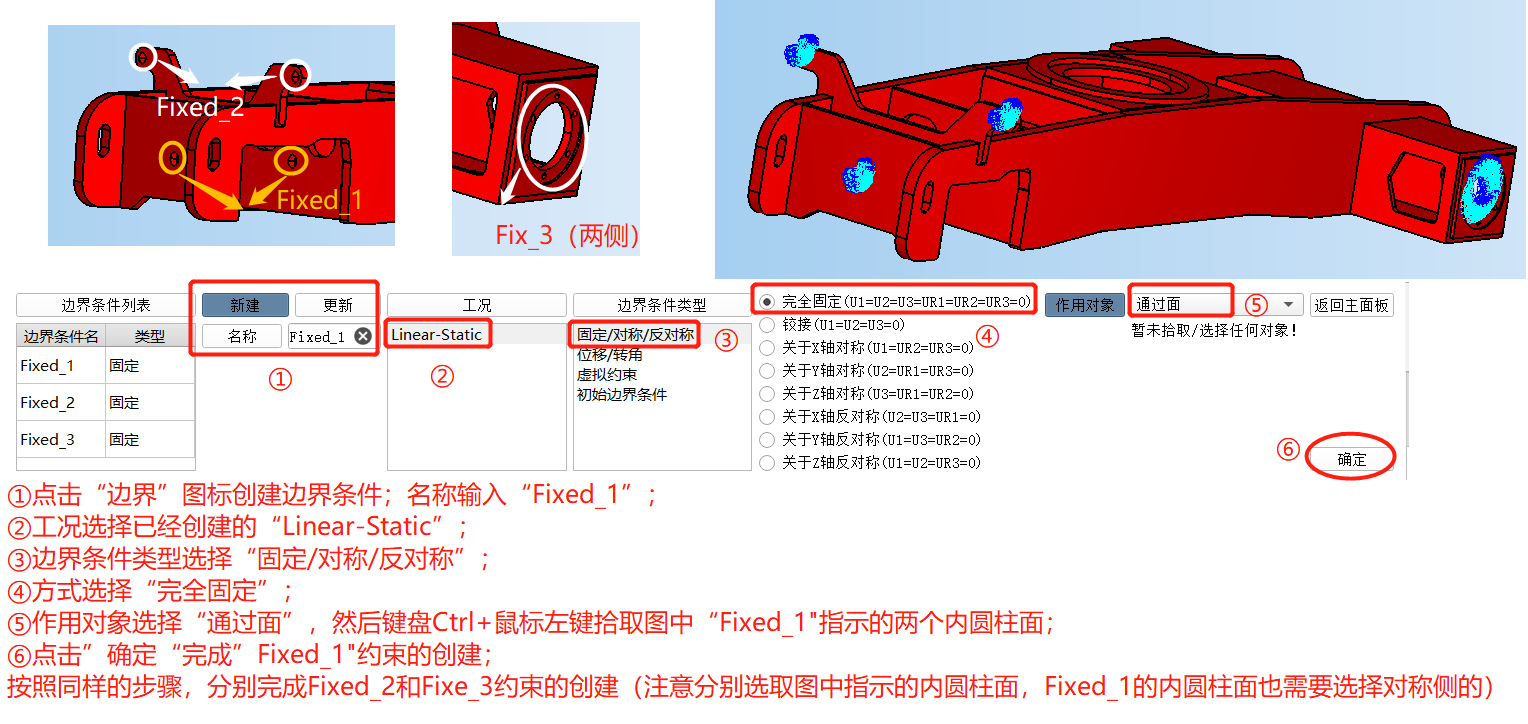 Fixed_2
Fixed_1
Fix_3（两侧）
边界条件列表
新建
更新
工况
边界条件类型
完全固定(U1=U2=U3=UR1=UR2=UR3=0)
作用对象
通过面
⑤
返回主面板
边界条件名
类型
名称
Fixed_1
Linear-Static
固定/对称/反对称
③
铰接(U1=U2=U3=0)
④
暂未拾取/选择任何对象!
Fixed_1
固定
①
②
位移/转角
关于X轴对称(U1=UR2=UR3=0)
虚拟约束
关于Y轴对称(U2=UR1=UR3=0)
Fixed_2
固定
初始边界条件
关于Z轴对称(U3=UR1=UR2=0)
关于X轴反对称(U2=U3=UR1=0)
Fixed_3
固定
关于Y轴反对称(U1=U3=UR2=0)
关于Z轴反对称(U1=U2=UR3=0)
⑥
确定
①点击“边界”图标创建边界条件；名称输入“Fixed_1”；
②工况选择已经创建的“Linear-Static”；
③边界条件类型选择“固定/对称/反对称”；
④方式选择“完全固定”；
⑤作用对象选择“通过面”，然后键盘Ctrl+鼠标左键拾取图中“Fixed_1"指示的两个内圆柱面；
⑥点击”确定“完成”Fixed_1"约束的创建；
按照同样的步骤，分别完成Fixed_2和Fixe_3约束的创建（注意分别选取图中指示的内圆柱面，Fixed_1的内圆柱面也需要选择对称侧的）